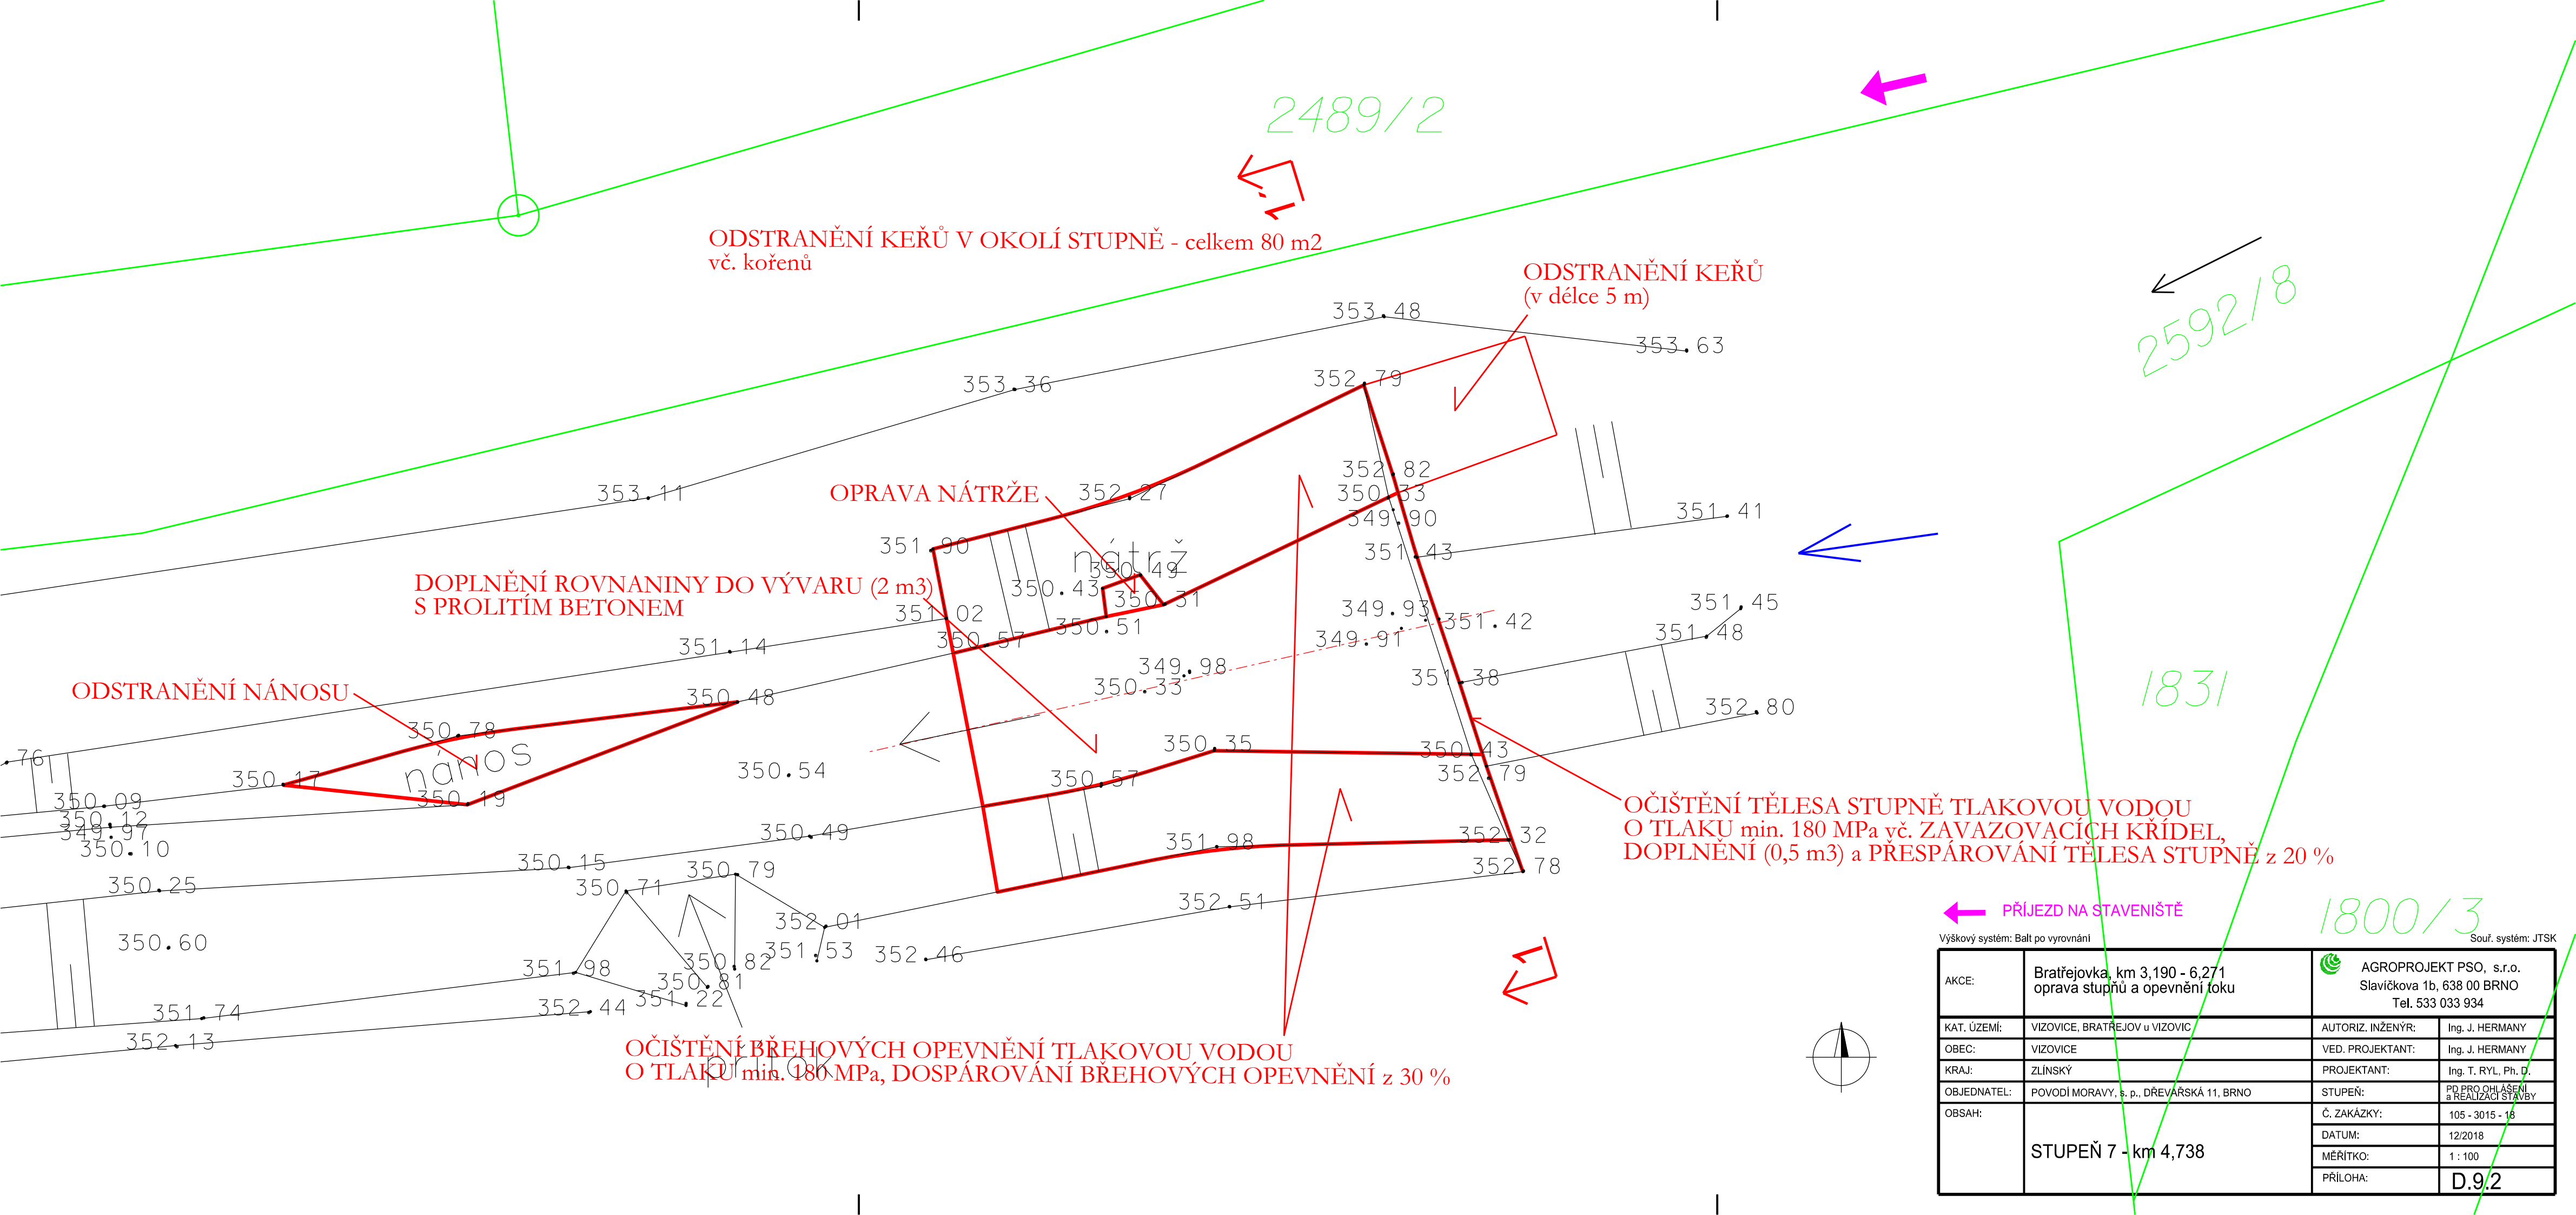 2489/2
1.
ODSTRANĚNÍ KEŘŮ V OKOLÍ STUPNĚ - celkem 80 m2
vč. kořenů
ODSTRANĚNÍ KEŘŮ
(v délce 5 m)
2592/8
353.48
353.63
353.36
352.79
353.11
OPRAVA NÁTRŽE
352.27
352.82
350.33
349.90
351.41
351.90
351.43
nátrž
350.49
350.43
350.31
DOPLNĚNÍ ROVNANINY DO VÝVARU (2 m3)
S PROLITÍM BETONEM
351.02
350.51
349.93
351.42
351.45
349.91
351.48
351.14
350.57
349.98
350.33
351.38
1831
ODSTRANĚNÍ NÁNOSU
350.48
352.80
350.78
nános
350.35
350.43
.76
350.17
350.54
350.57
352.79
350.09
350.19
350.12
349.97
350.10
OČIŠTĚNÍ TĚLESA STUPNĚ TLAKOVOU VODOU
O TLAKU min. 180 MPa vč. ZAVAZOVACÍCH KŘÍDEL,
DOPLNĚNÍ (0,5 m3) a PŘESPÁROVÁNÍ TĚLESA STUPNĚ z 20 %
350.49
351.98
352.32
350.15
350.79
352.78
350.25
350.71
352.51
352.01
350.60
351.53
352.46
350.82
351.98
350.81
351.22
352.44
351.74
352.13
1.
přítok
OČIŠTĚNÍ BŘEHOVÝCH OPEVNĚNÍ TLAKOVOU VODOU
O TLAKU min. 180 MPa, DOSPÁROVÁNÍ BŘEHOVÝCH OPEVNĚNÍ z 30 %
PŘÍJEZD NA STAVENIŠTĚ
1800/3
Výškový systém: Balt po vyrovnání
Souř. systém: JTSK
AKCE:
Bratřejovka, km 3,190 - 6,271
oprava stupňů a opevnění toku
AGROPROJEKT PSO, s.r.o.
Slavíčkova 1b, 638 00 BRNO
Tel. 533 033 934
KAT. ÚZEMÍ: VIZOVICE, BRATŘEJOV u VIZOVIC
AUTORIZ. INŽENÝR: Ing. J. HERMANY
OBEC: VIZOVICE
VED. PROJEKTANT: Ing. J. HERMANY
KRAJ: ZLÍNSKÝ
PROJEKTANT: Ing. T. RYL, Ph. D.
OBJEDNATEL: POVODÍ MORAVY, s. p., DŘEVAŘSKÁ 11, BRNO
STUPEŇ: PD PRO OHLÁŠENÍ
a REALIZACI STAVBY
OBSAH:
STUPEŇ 7 - km 4,738
Č. ZAKÁZKY: 105 - 3015 - 18
DATUM: 12/2018
MĚŘÍTKO: 1 : 100
PŘÍLOHA: D.9.2